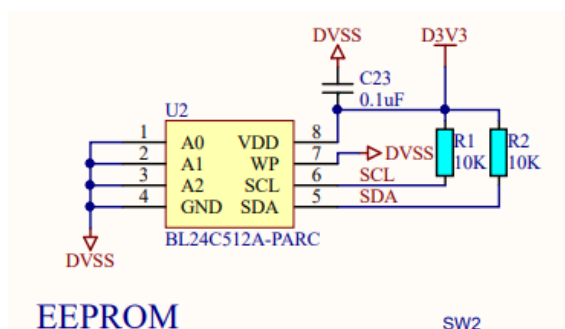 DVSS D3V3
C23
0.1uF
U2
1 A0 VDD 8
2 A1 WP 7 DVSS
3 A2 SCL 6 SCL
4 GND SDA 5 SDA
R1 R2
10K 10K
BL24C512A-PARC
DVSS
EEPROM
SW2